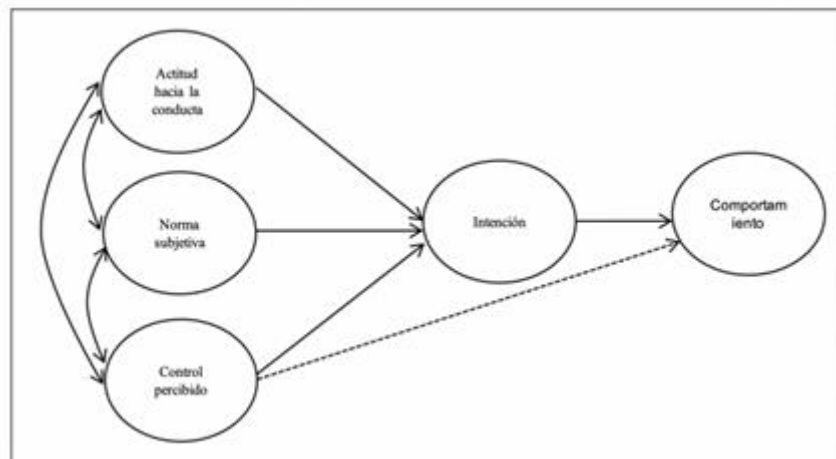 Actitud
hacia la
conducta
Norma
subjetiva
Intención
Comportam
iento
Control
percibido